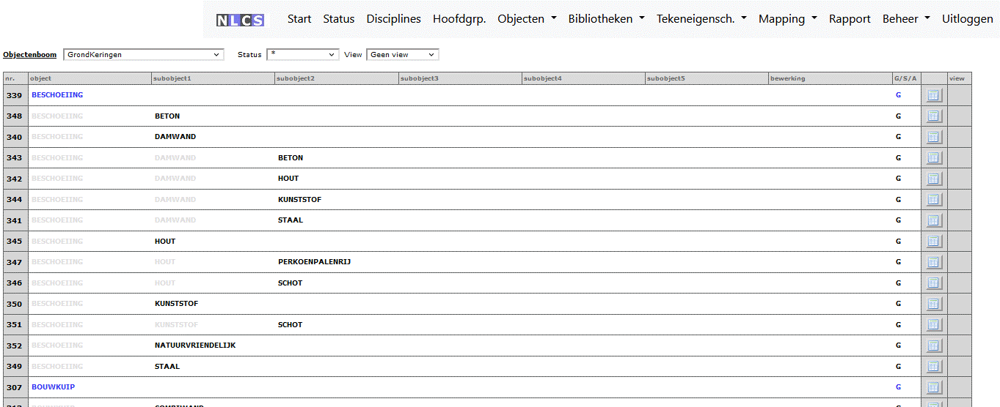 NLCS Start Status Disciplines Hoofdgrp. Objecten Bibliotheken Tekeneigensch. Mapping Rapport Beheer Uitloggen
Objectenboom GrondKeringen Status * View Geen view
nr. object subobject1 subobject2 subobject3 subobject4 subobject5 bewerking G/S/A view
339 BESCHOEIING G
348 BESCHOEIING BETON G
340 BESCHOEIING DAMWAND G
343 BESCHOEIING DAMWAND BETON G
342 BESCHOEIING DAMWAND HOUT G
344 BESCHOEIING DAMWAND KUNSTSTOF G
341 BESCHOEIING DAMWAND STAAL G
345 BESCHOEIING HOUT G
347 BESCHOEIING HOUT PERKOENPALENRIJ G
346 BESCHOEIING HOUT SCHOT G
350 BESCHOEIING KUNSTSTOF G
351 BESCHOEIING KUNSTSTOF SCHOT G
352 BESCHOEIING NATUURVRIENDELIJK G
349 BESCHOEIING STAAL G
307 BOUWKUIP G
BOUWKUIP COMBIWAND G